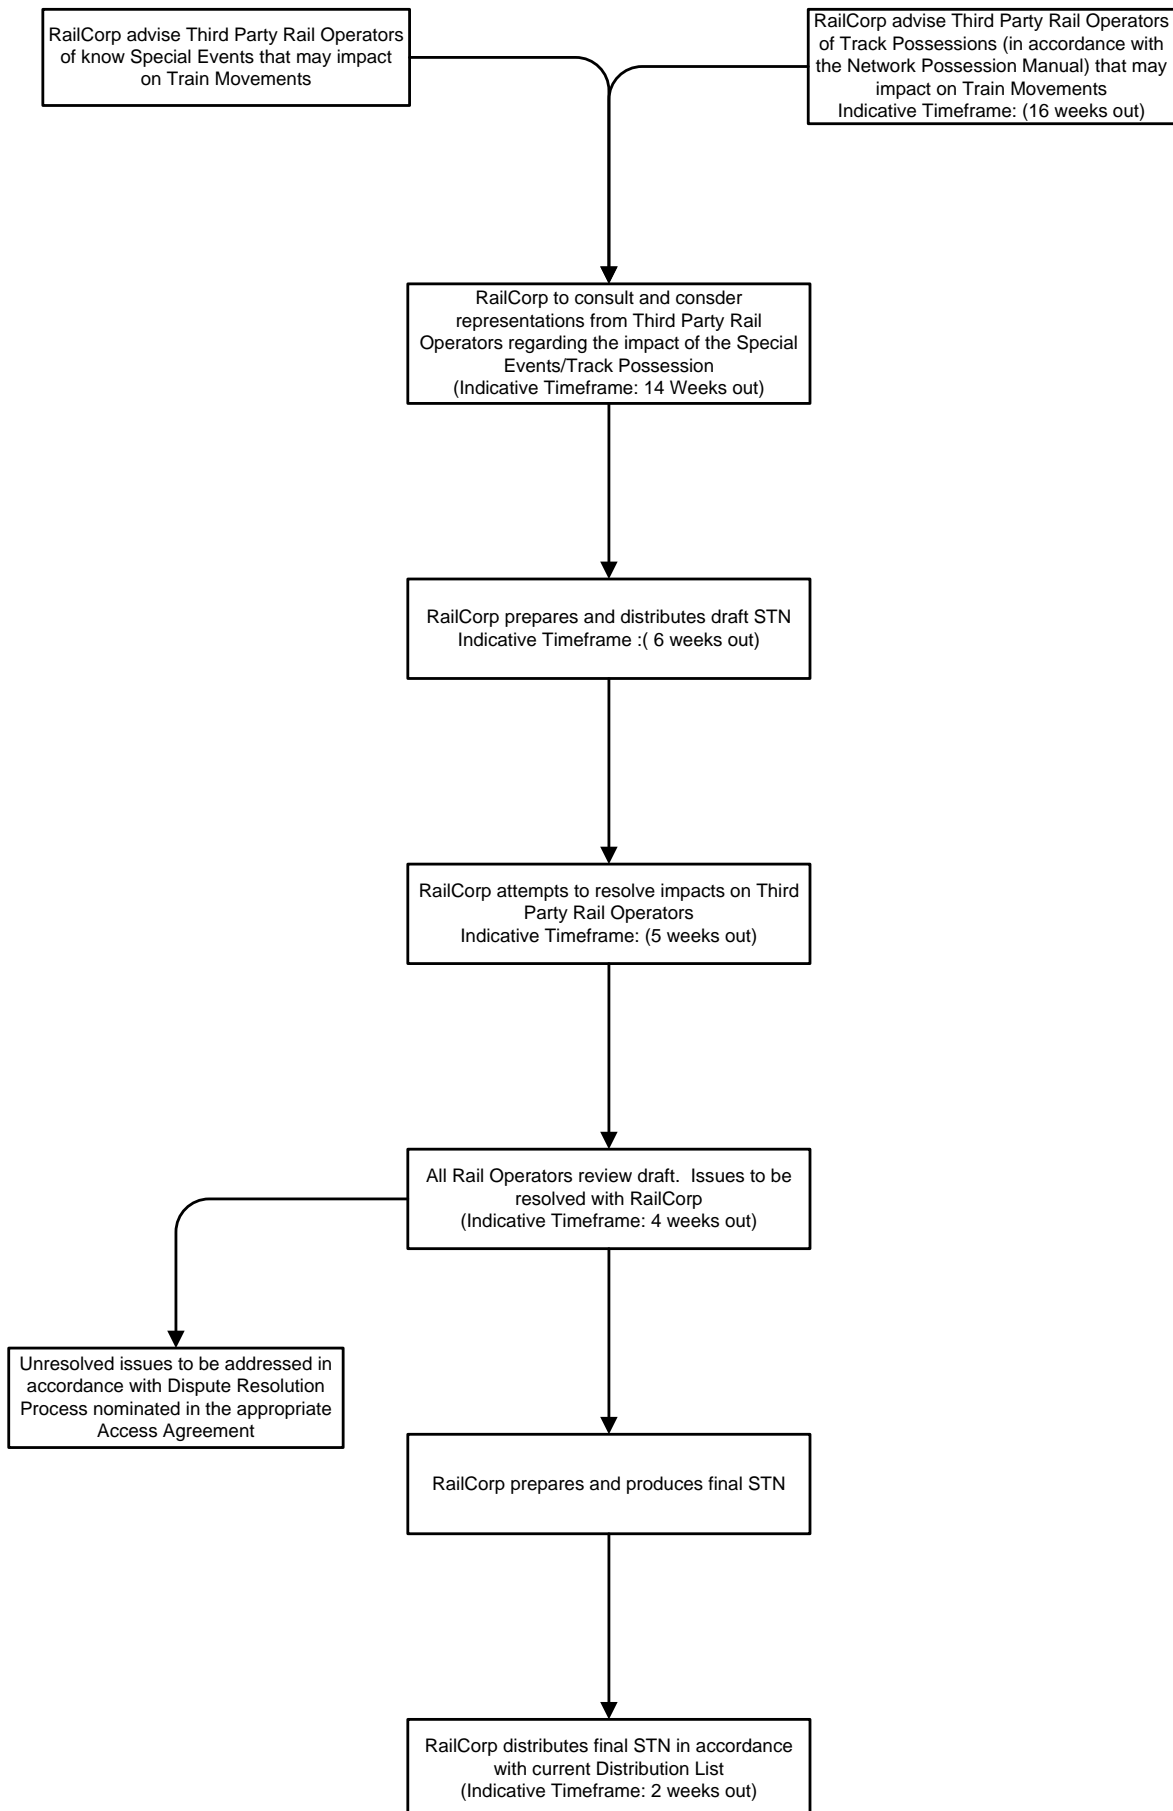 RailCorp advise Third Party Rail Operators
of know Special Events that may impact
on Train Movements
RailCorp advise Third Party Rail Operators
of Track Possessions (in accordance with
the Network Possession Manual) that may
impact on Train Movements
Indicative Timeframe: (16 weeks out)
RailCorp to consult and consder
representations from Third Party Rail
Operators regarding the impact of the Special
Events/Track Possession
(Indicative Timeframe: 14 Weeks out)
RailCorp prepares and distributes draft STN
Indicative Timeframe :( 6 weeks out)
RailCorp attempts to resolve impacts on Third
Party Rail Operators
Indicative Timeframe: (5 weeks out)
All Rail Operators review draft.  Issues to be
resolved with RailCorp
(Indicative Timeframe: 4 weeks out)
Unresolved issues to be addressed in
accordance with Dispute Resolution
Process nominated in the appropriate
Access Agreement
RailCorp prepares and produces final STN
RailCorp distributes final STN in accordance
with current Distribution List
(Indicative Timeframe: 2 weeks out)